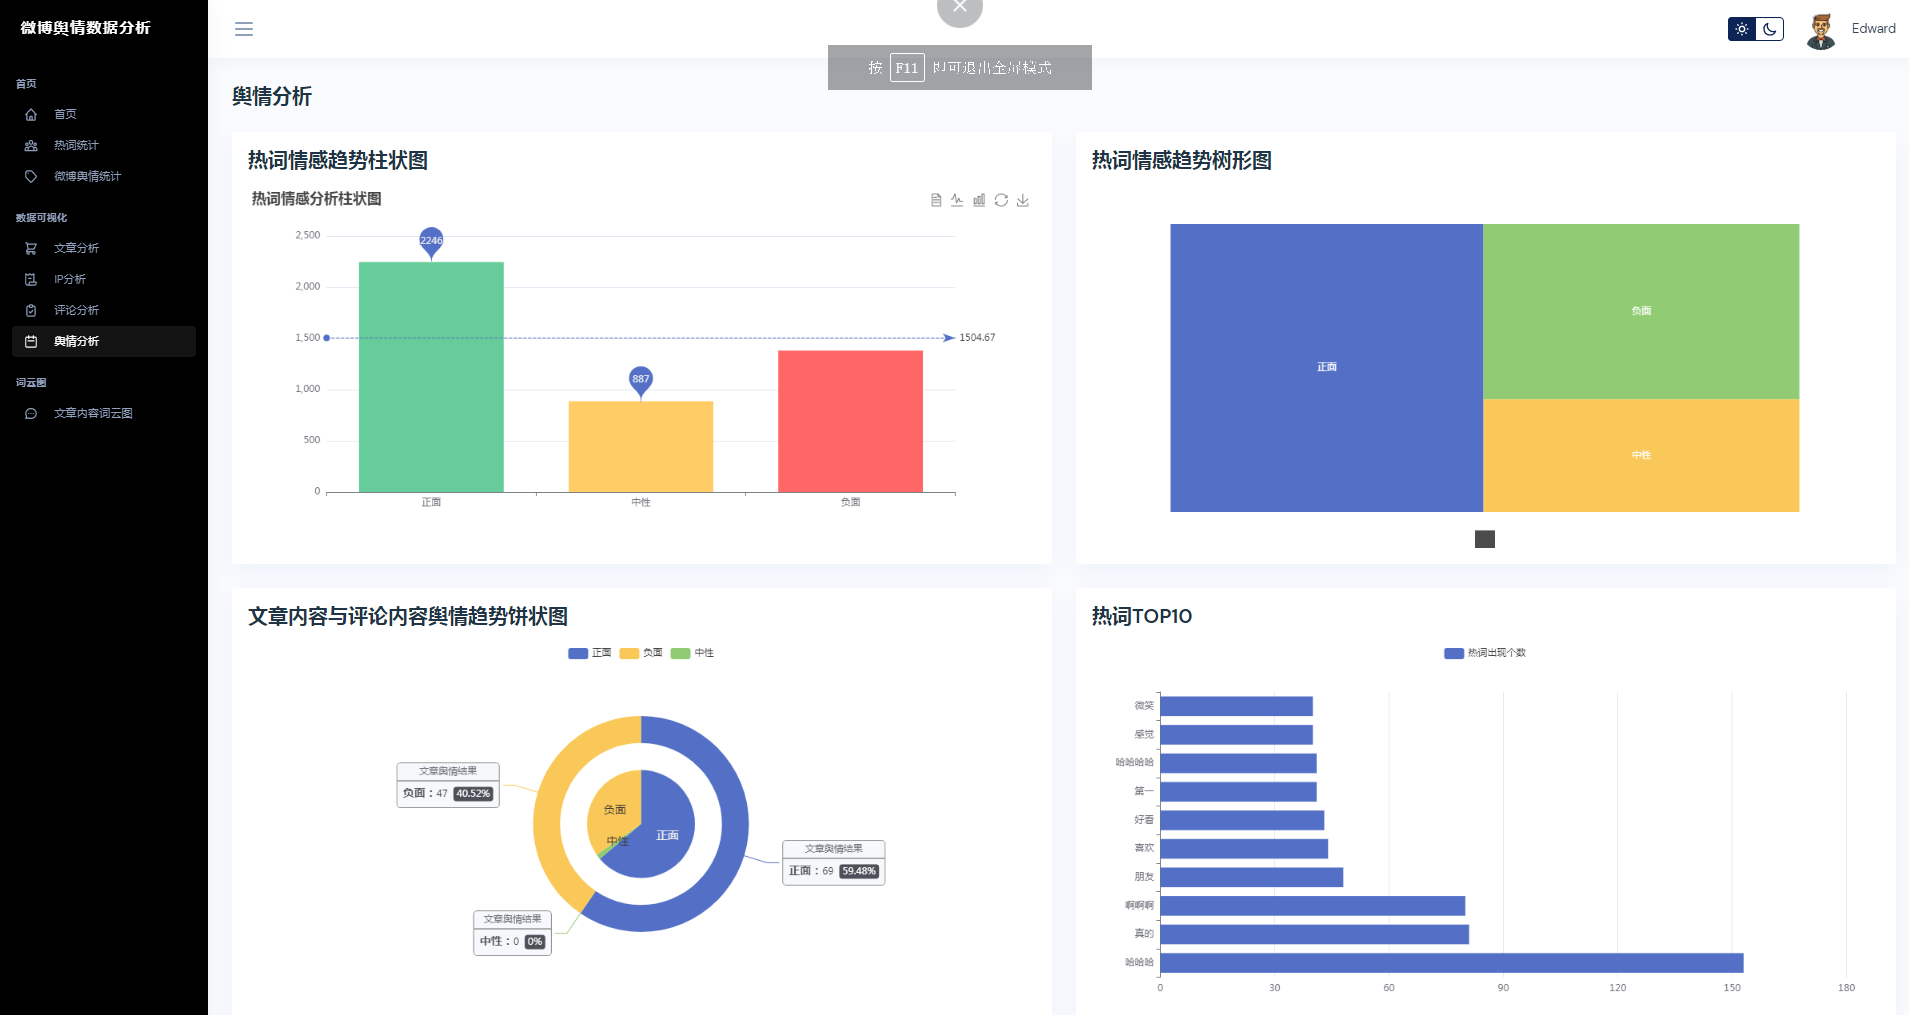 微博舆情数据分析
首页
首页
热词统计
微博舆情统计
数据可视化
文章分析
IP分析
评论分析
舆情分析
词云图
文章内容词云图
Edward
按 F11 即可退出全屏模式
舆情分析
热词情感趋势柱状图
热词情感分析柱状图
2,500
2,000
1,500
1,000
500
0
2246
887
1504.67
正面
中性
负面
热词情感趋势树形图
正面
负面
中性
文章内容与评论内容舆情趋势饼状图
正面 负面 中性
文章舆情结果
负面：47 40.52%
负面
中性
正面
文章舆情结果
正面：69 59.48%
文章舆情结果
中性：0 0%
热词TOP10
热词出现个数
微笑
感觉
哈哈哈哈
第一
好看
喜欢
朋友
啊啊啊
真的
哈哈哈
0 30 60 90 120 150 180